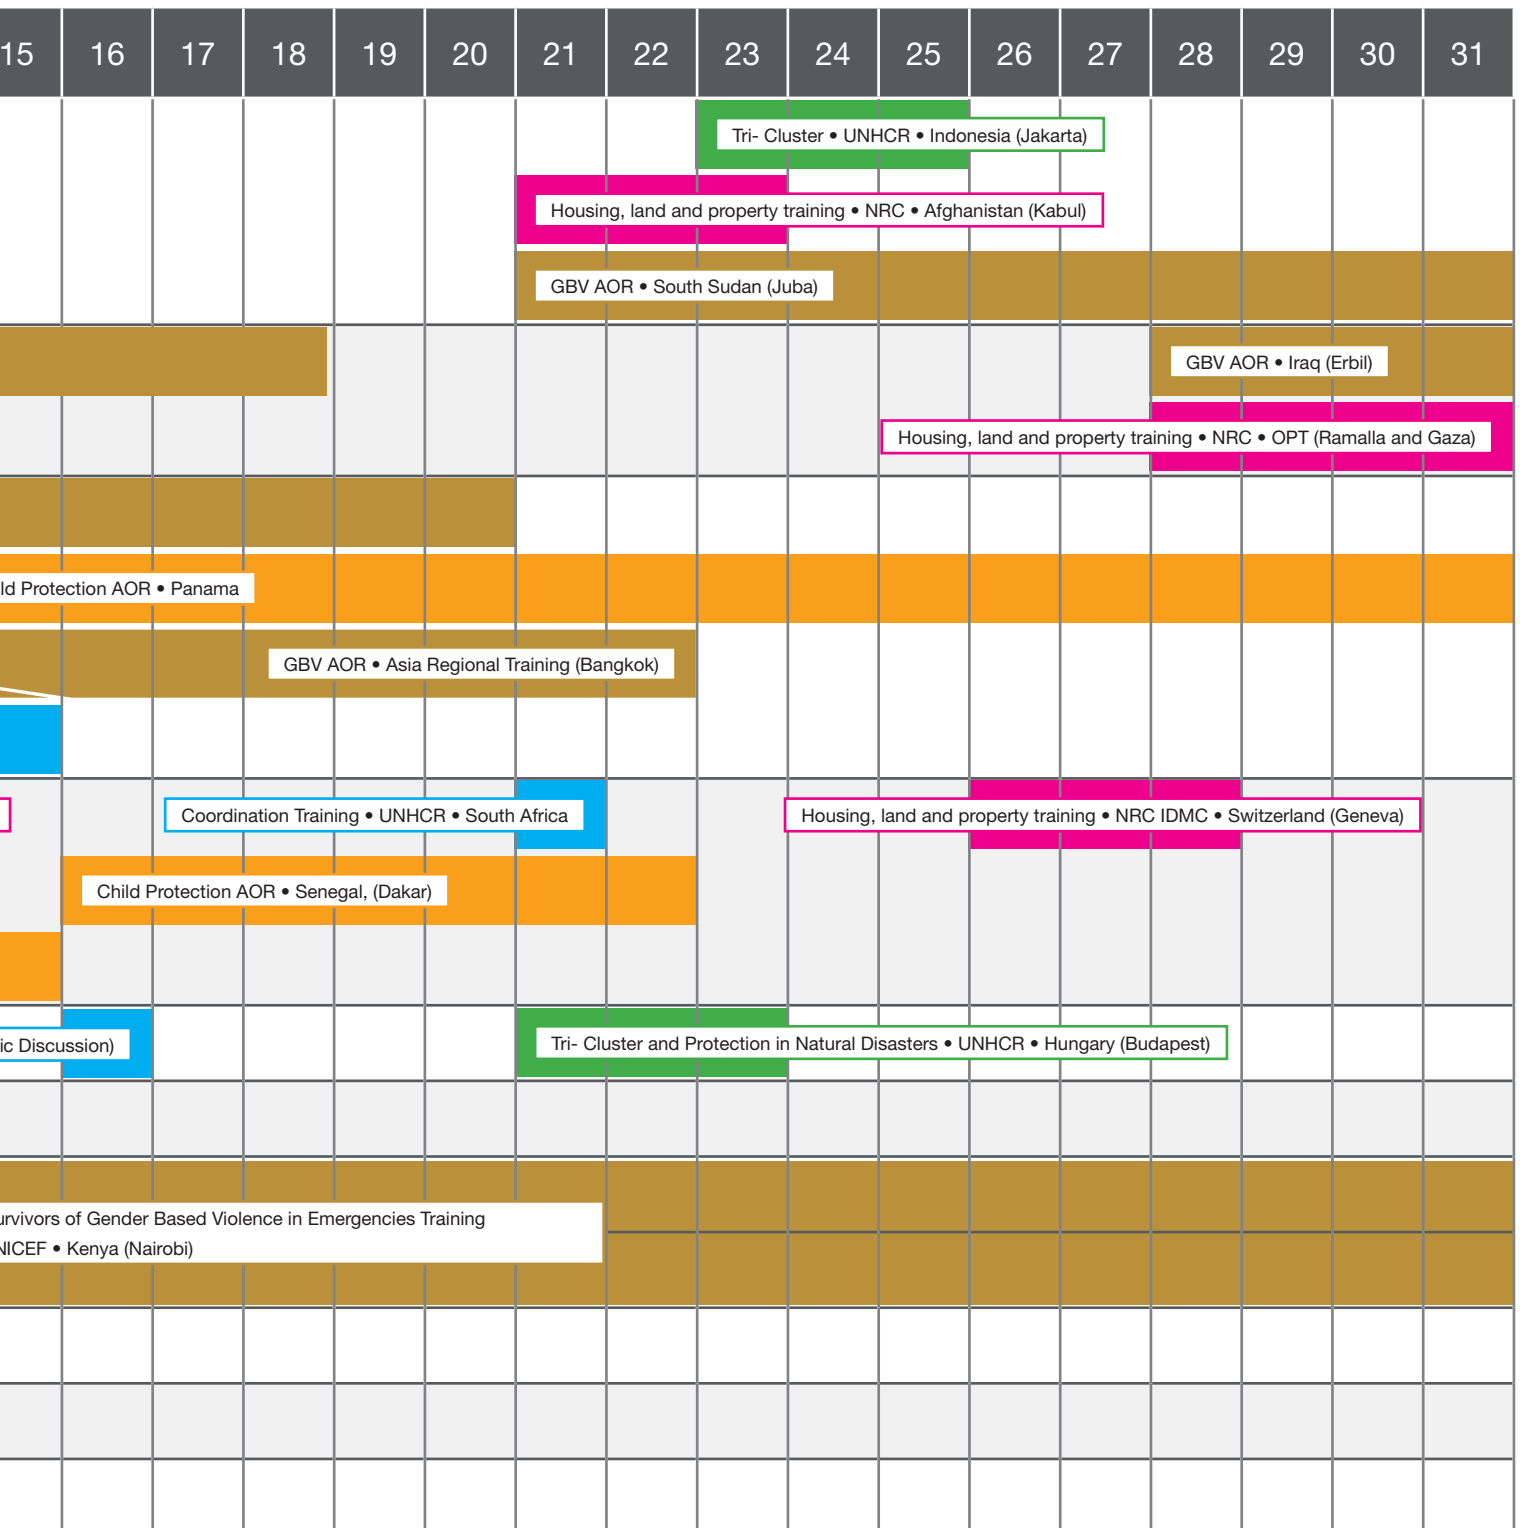 15 16 17 18 19 20 21 22 23 24 25 26 27 28 29 30 31
Tri- Cluster • UNHCR • Indonesia (Jakarta)
Housing, land and property training • NRC • Afghanistan (Kabul)
GBV AOR • South Sudan (Juba)
GBV AOR • Iraq (Erbil)
Housing, land and property training • NRC • OPT (Ramalla and Gaza)
ld Protection AOR • Panama
GBV AOR • Asia Regional Training (Bangkok)
Coordination Training • UNHCR • South Africa
Housing, land and property training • NRC IDMC • Switzerland (Geneva)
Child Protection AOR • Senegal, (Dakar)
ic Discussion)
Tri- Cluster and Protection in Natural Disasters • UNHCR • Hungary (Budapest)
urvivors of Gender Based Violence in Emergencies Training
NICEF • Kenya (Nairobi)